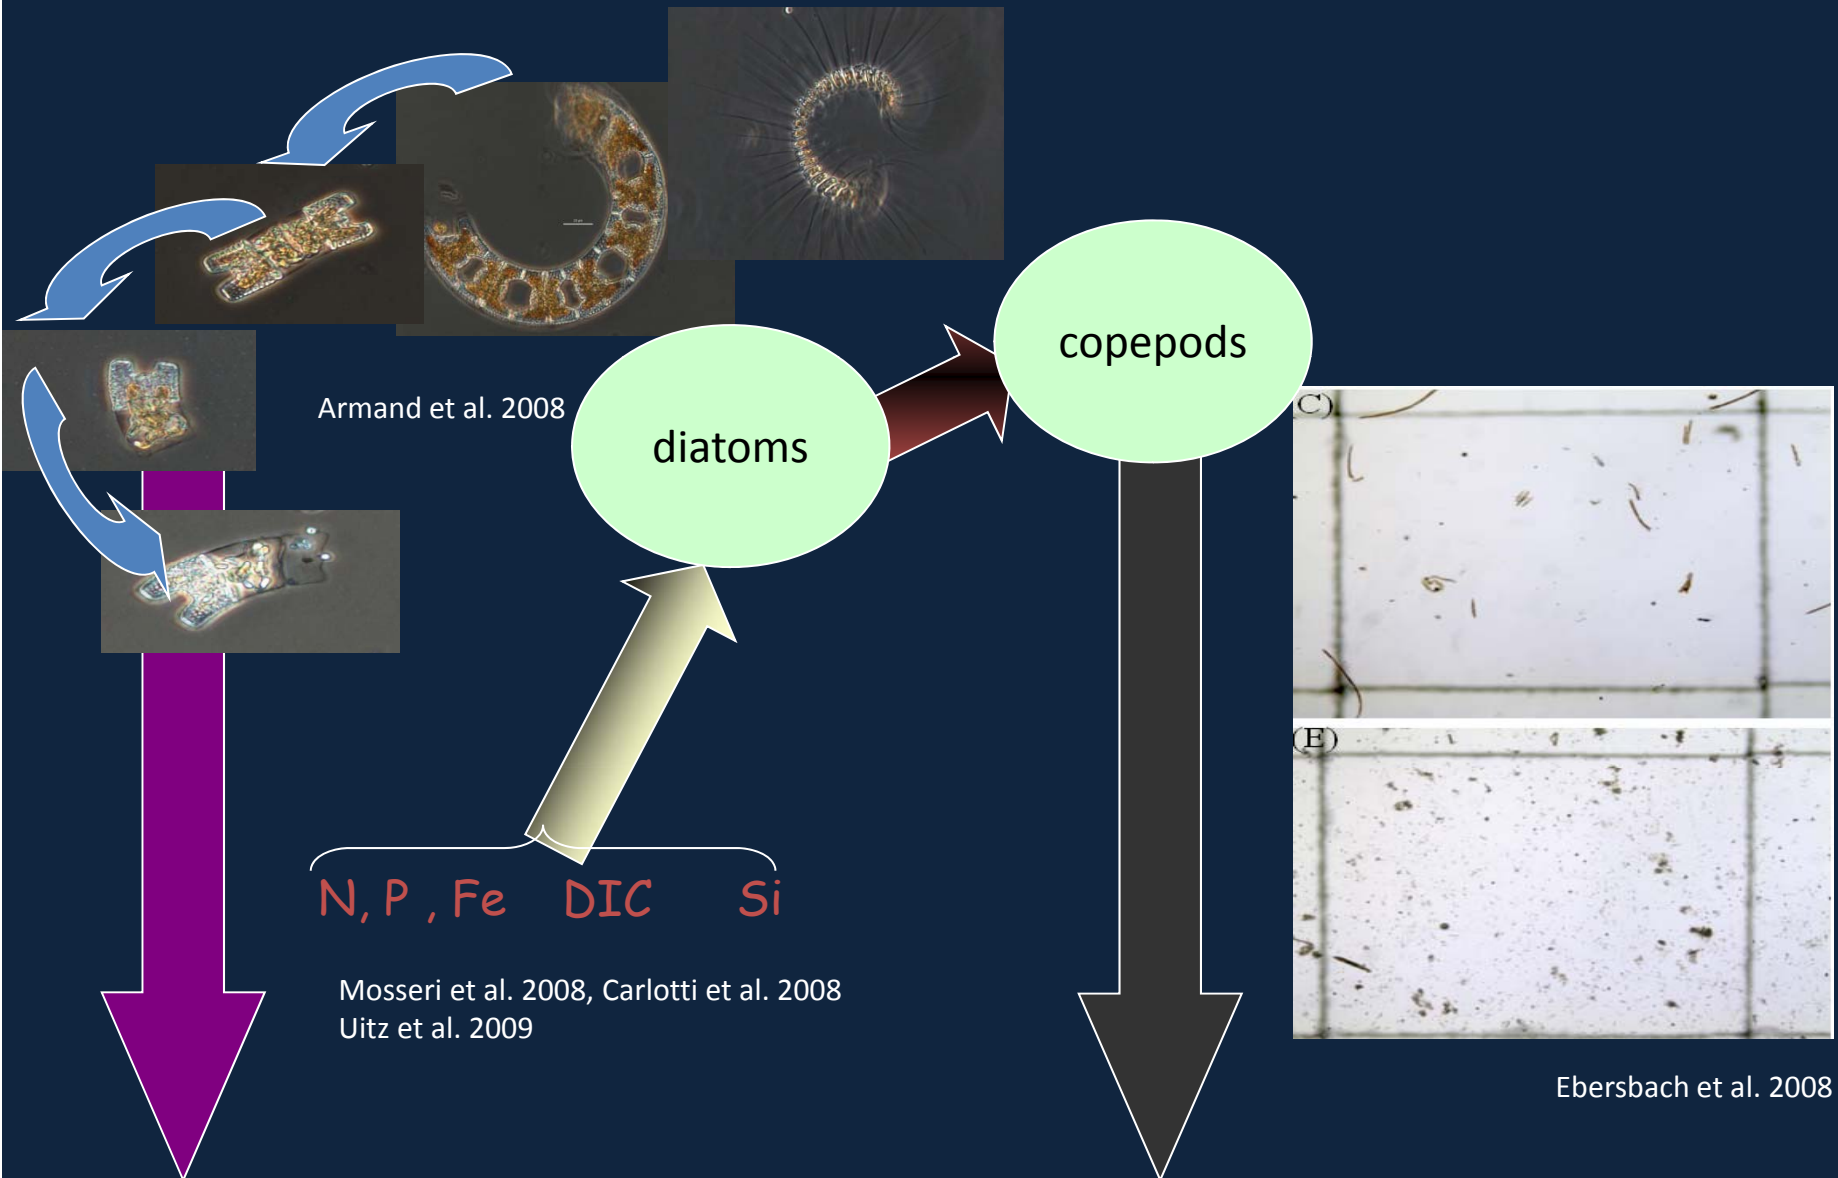 copepods
Armand et al. 2008
diatoms
C)
(E)
N, P , Fe DIC Si
Mosseri et al. 2008, Carlotti et al. 2008
Uitz et al. 2009
Ebersbach et al. 2008